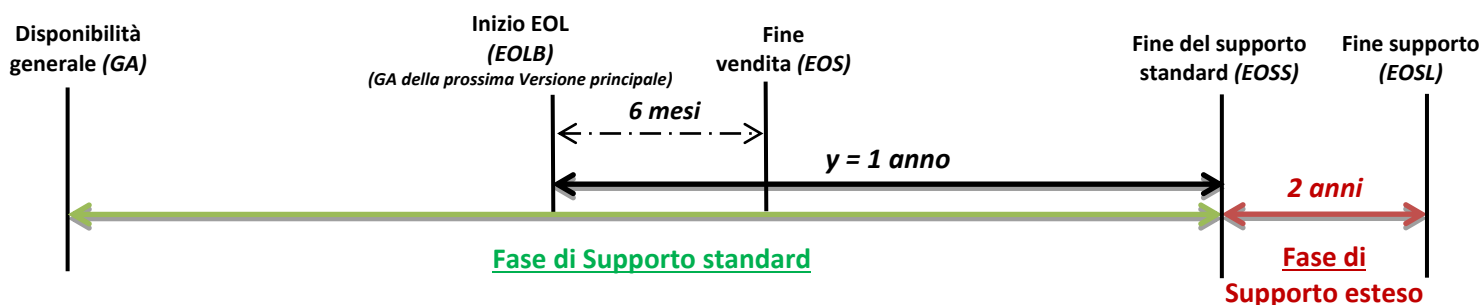 Disponibilità
generale (GA)
Inizio EOL
(EOLB)
(GA della prossima Versione principale)
Fine
vendita (EOS)
Fine del supporto
standard (EOSS)
Fine supporto
(EOSL)
6 mesi
y = 1 anno
2 anni
Fase di Supporto standard
Fase di
Supporto esteso